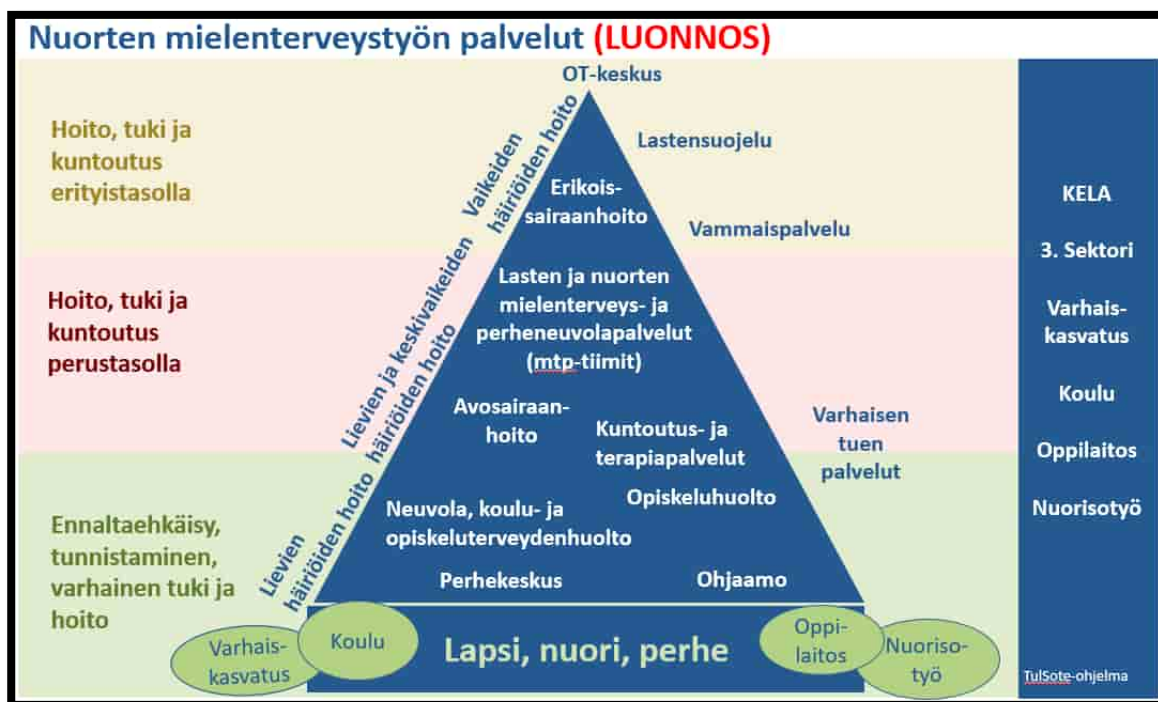 Nuorten mielenterveystyön palvelut (LUONNOS)
OT-keskus
Hoito, tuki ja
kuntoutus
erityistasolla
Vaikeiden
häiriöiden hoito
Erikois-
sairaanhoito
Lastensuojelu
Vammaispalvelu
Hoito, tuki ja
kuntoutus
perustasolla
Lievien ja keskivaikeiden
häiriöiden hoito
Lasten ja nuorten
mielenterveys- ja
perheneuvolapalvelut
(mtp-tiimit)
Avosairaan-
hoito
Kuntoutus- ja
terapiapalvelut
Varhaisen
tuen
palvelut
Ennaltaehkäisy,
tunnistaminen,
varhainen tuki ja
hoito
Lievien
häiriöiden hoito
Opiskeluhuolto
Neuvola, koulu- ja
opiskeluterveydenhuolto
Perhekeskus
Ohjaamo
Varhais-
kasvatus
Koulu
Lapsi, nuori, perhe
Oppi-
laitos
Nuoriso-
työ
KELA
3. Sektori
Varhais-
kasvatus
Koulu
Oppilaitos
Nuorisotyö
TulSote-ohjelma